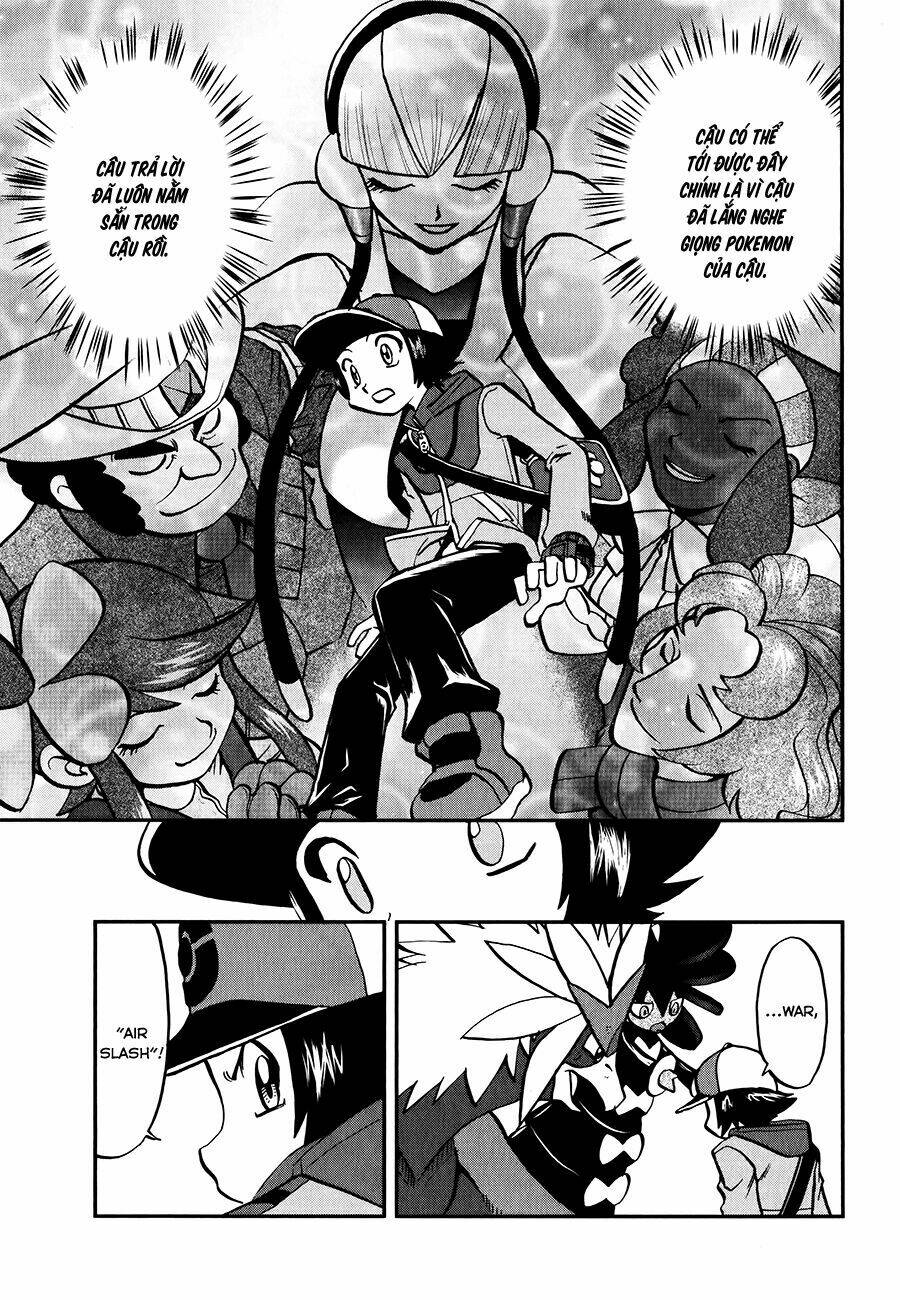 CẬU CÓ THỂ
TỚI ĐƯỢC ĐÂY
CHÍNH LÀ VÌ CẬU
ĐÃ LẮNG NGHE
GIỌNG POKEMON
CỦA CẬU.
CÂU TRẢ LỜI
ĐÃ LUÔN NẰM
SẴN TRONG
CẬU RỒI.
...WAR,
"AIR
SLASH"!